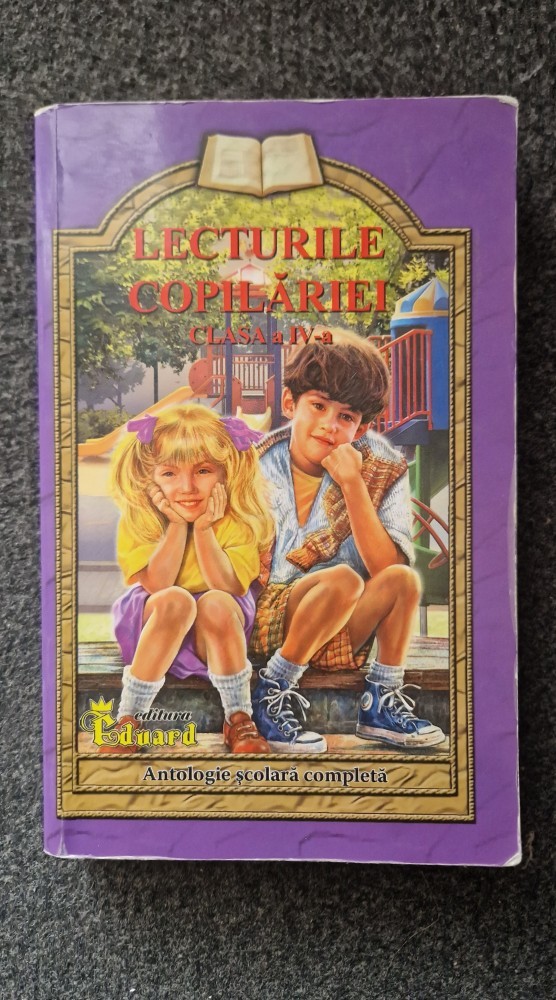 LECTURILE
COPILĂRIEI
CLASA a IV-a
editura
Eduard
Antologie școlară completă